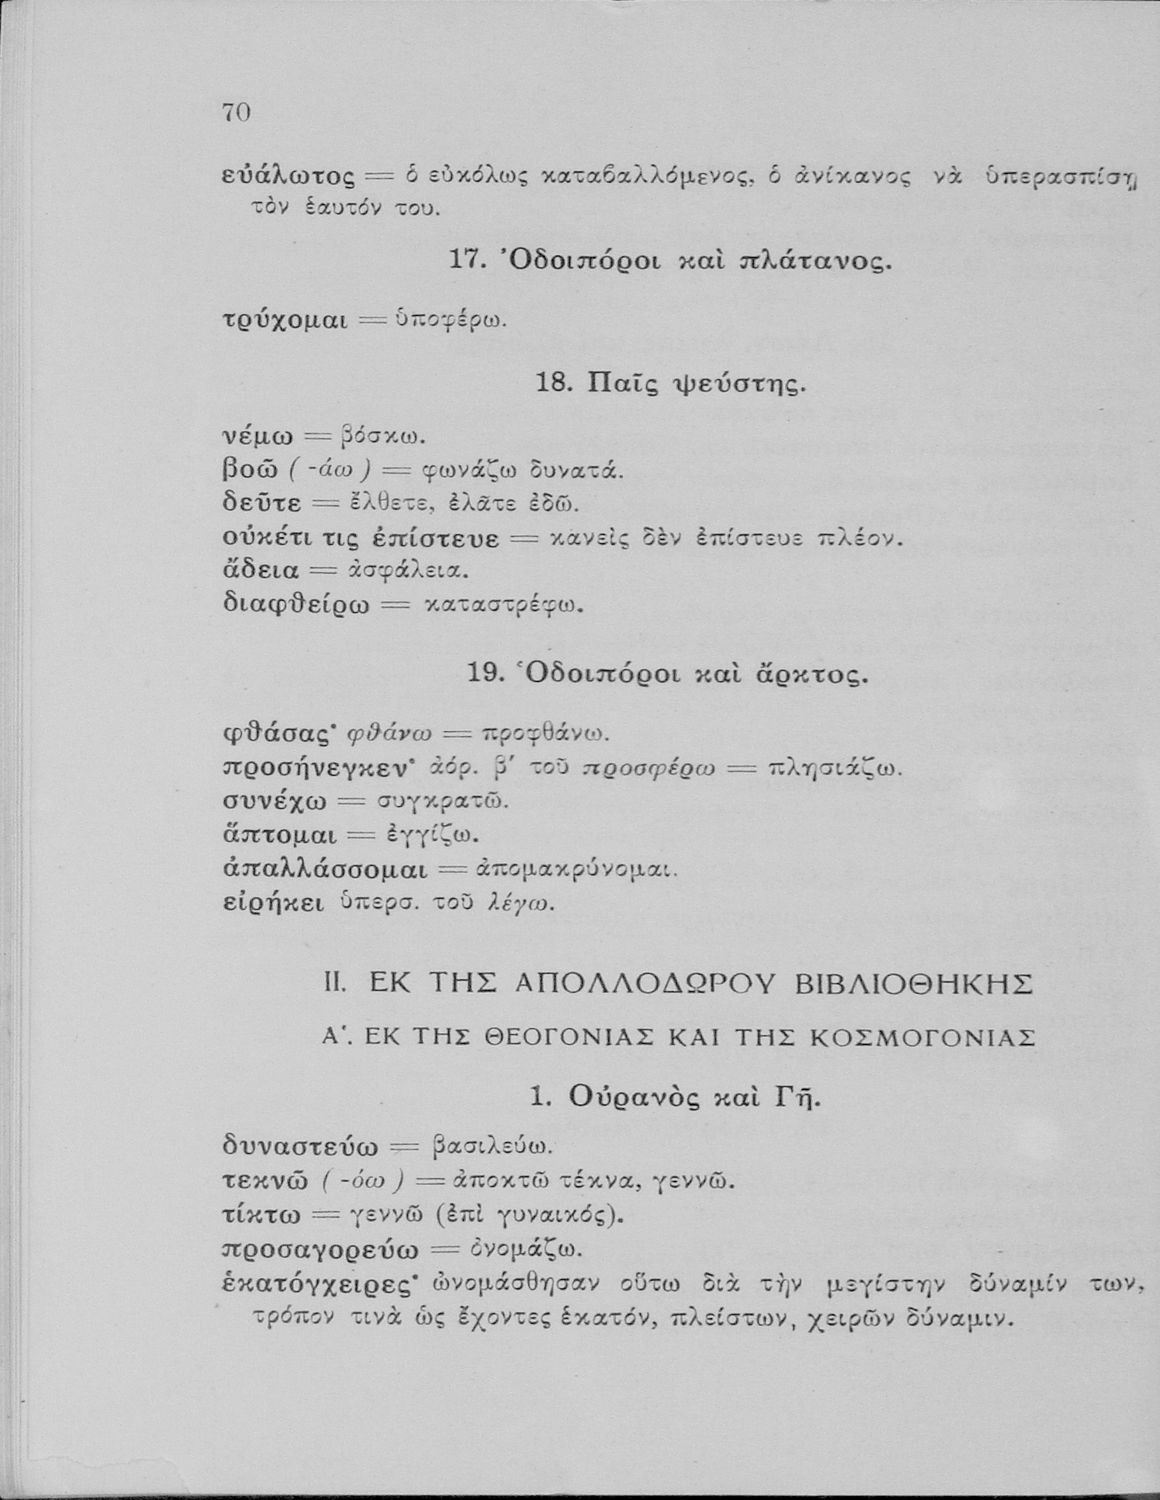 70
εὐάλωτος = ὁ εὐκόλως καταβαλλόμενος, ὁ ἀνίκανος νὰ ὑπερασπίσῃ
τὸν ἑαυτόν του.
17. Ὀδοιπόροι καὶ πλάτανος.
τρύχομαι = ὑποφέρω.
18. Παῖς ψεύστης.
νέμω = βόσκω.
βοῶ ( -άω ) = φωνάζω δυνατά.
δεῦτε = ἔλθετε, ἐλᾶτε ἐδῶ.
οὐκέτι τις ἐπίστευε = κανεὶς δὲν ἐπίστευε πλέον.
ἄδεια = ἀσφάλεια.
διαφθείρω = καταστρέφω.
19. Ὁδοιπόροι καὶ ἄρκτος.
φθάσας· φθάνω = προφθάνω.
προσήνεγκεν· ἀόρ. β΄ τοῦ προσφέρω = πλησιάζω.
συνέχω = συγκρατῶ.
ἅπτομαι = ἐγγίζω.
ἀπαλλάσσομαι = ἀπομακρύνομαι.
εἰρήκει ὑπερσ. τοῦ λέγω.
II. ΕΚ ΤΗΣ ΑΠΟΛΛΟΔΩΡΟΥ ΒΙΒΛΙΟΘΗΚΗΣ
Α΄. ΕΚ ΤΗΣ ΘΕΟΓΟΝΙΑΣ ΚΑΙ ΤΗΣ ΚΟΣΜΟΓΟΝΙΑΣ
1. Οὐρανὸς καὶ Γῆ.
δυναστεύω = βασιλεύω.
τεκνῶ ( -όω ) = ἀποκτῶ τέκνα, γεννῶ.
τίκτω = γεννῶ (ἐπὶ γυναικός).
προσαγορεύω = ὀνομάζω.
ἑκατόγχειρες· ὠνομάσθησαν οὕτω διὰ τὴν μεγίστην δύναμίν των,
τρόπον τινὰ ὡς ἔχοντες ἑκατόν, πλείστων, χειρῶν δύναμιν.